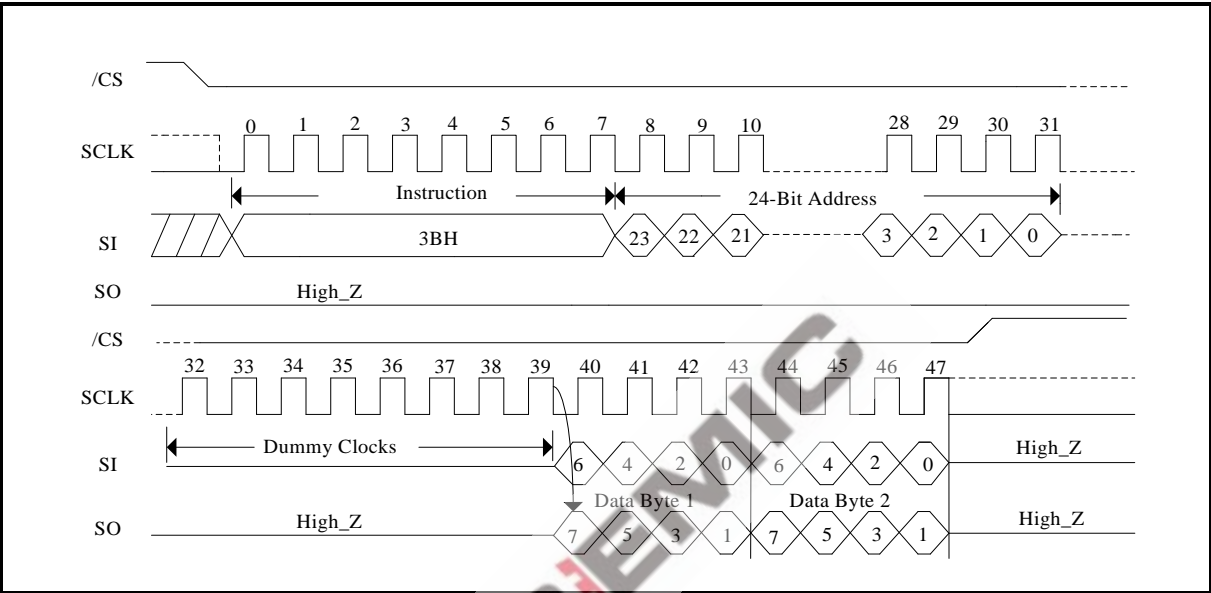 /CS
0 1 2 3 4 5 6 7 8 9 10 28 29 30 31
SCLK
Instruction 24-Bit Address
SI 3BH 23 22 21 3 2 1 0
SO High_Z
/CS
32 33 34 35 36 37 38 39 40 41 42 43 44 45 46 47
SCLK
Dummy Clocks
SI 6 4 2 0 6 4 2 0 High_Z
Data Byte 1 Data Byte 2
SO High_Z 7 5 3 1 7 5 3 1 High_Z